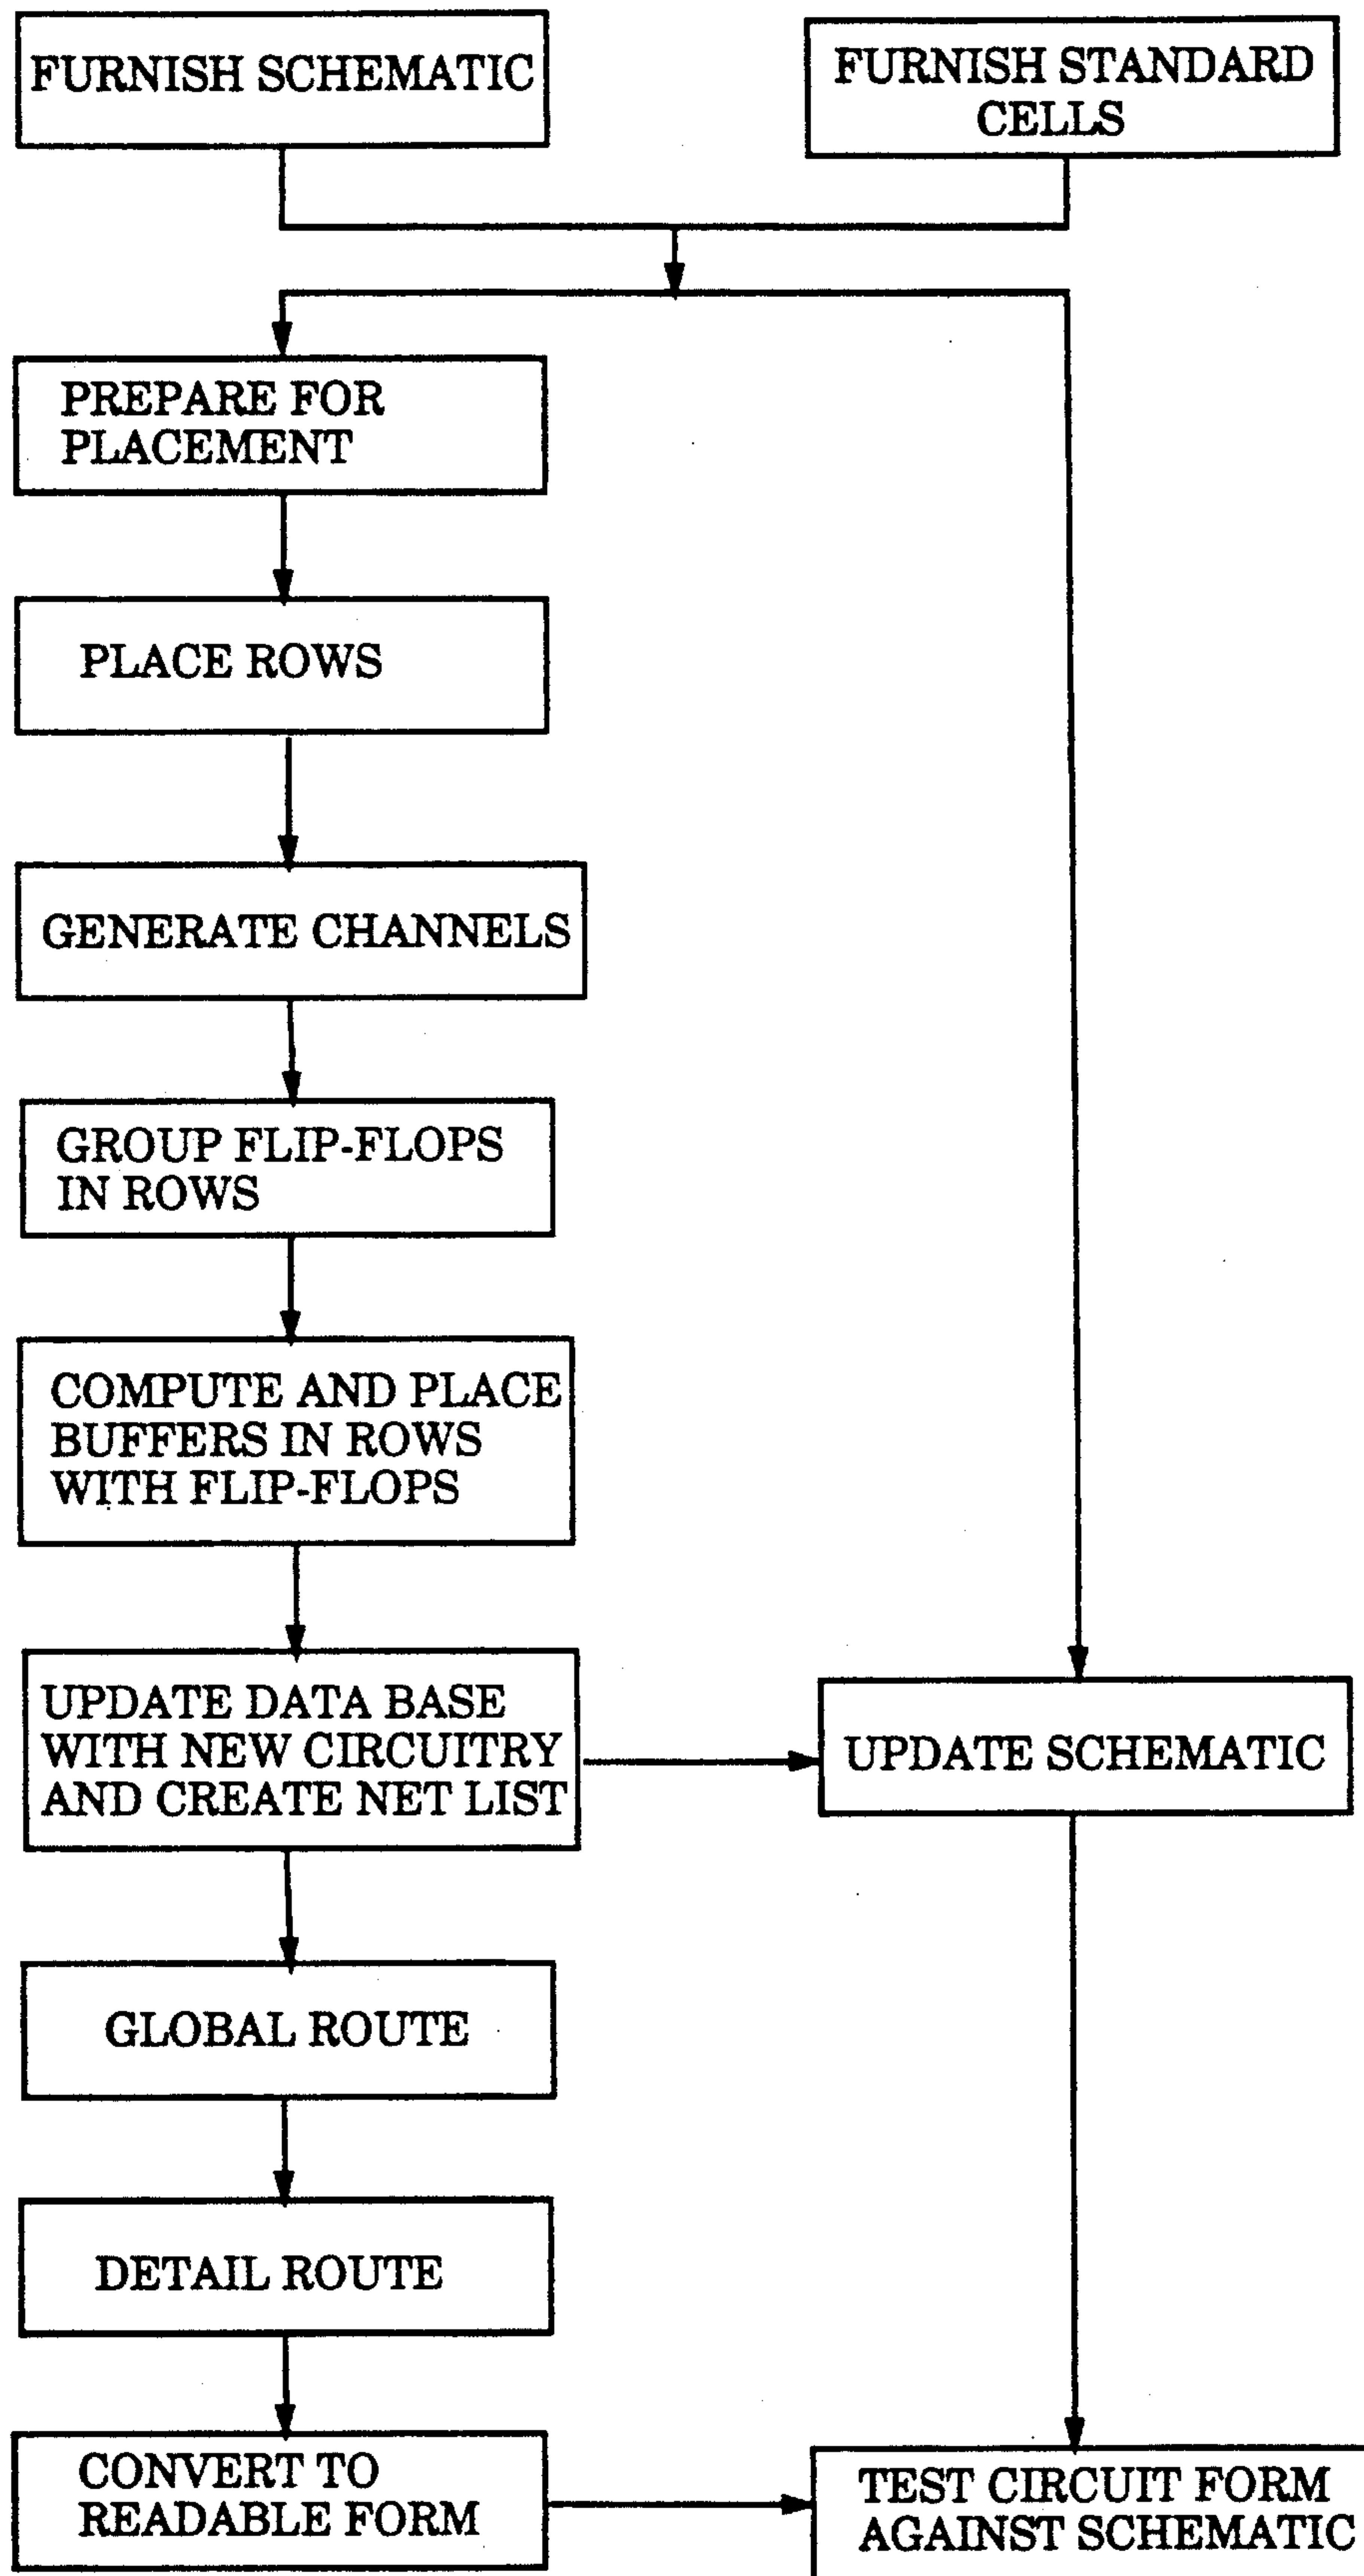 FURNISH SCHEMATIC
FURNISH STANDARD
CELLS
PREPARE FOR
PLACEMENT
PLACE ROWS
GENERATE CHANNELS
GROUP FLIP-FLOPS
IN ROWS
COMPUTE AND PLACE
BUFFERS IN ROWS
WITH FLIP-FLOPS
UPDATE DATA BASE
WITH NEW CIRCUITRY
AND CREATE NET LIST
UPDATE SCHEMATIC
GLOBAL ROUTE
DETAIL ROUTE
CONVERT TO
READABLE FORM
TEST CIRCUIT FORM
AGAINST SCHEMATIC